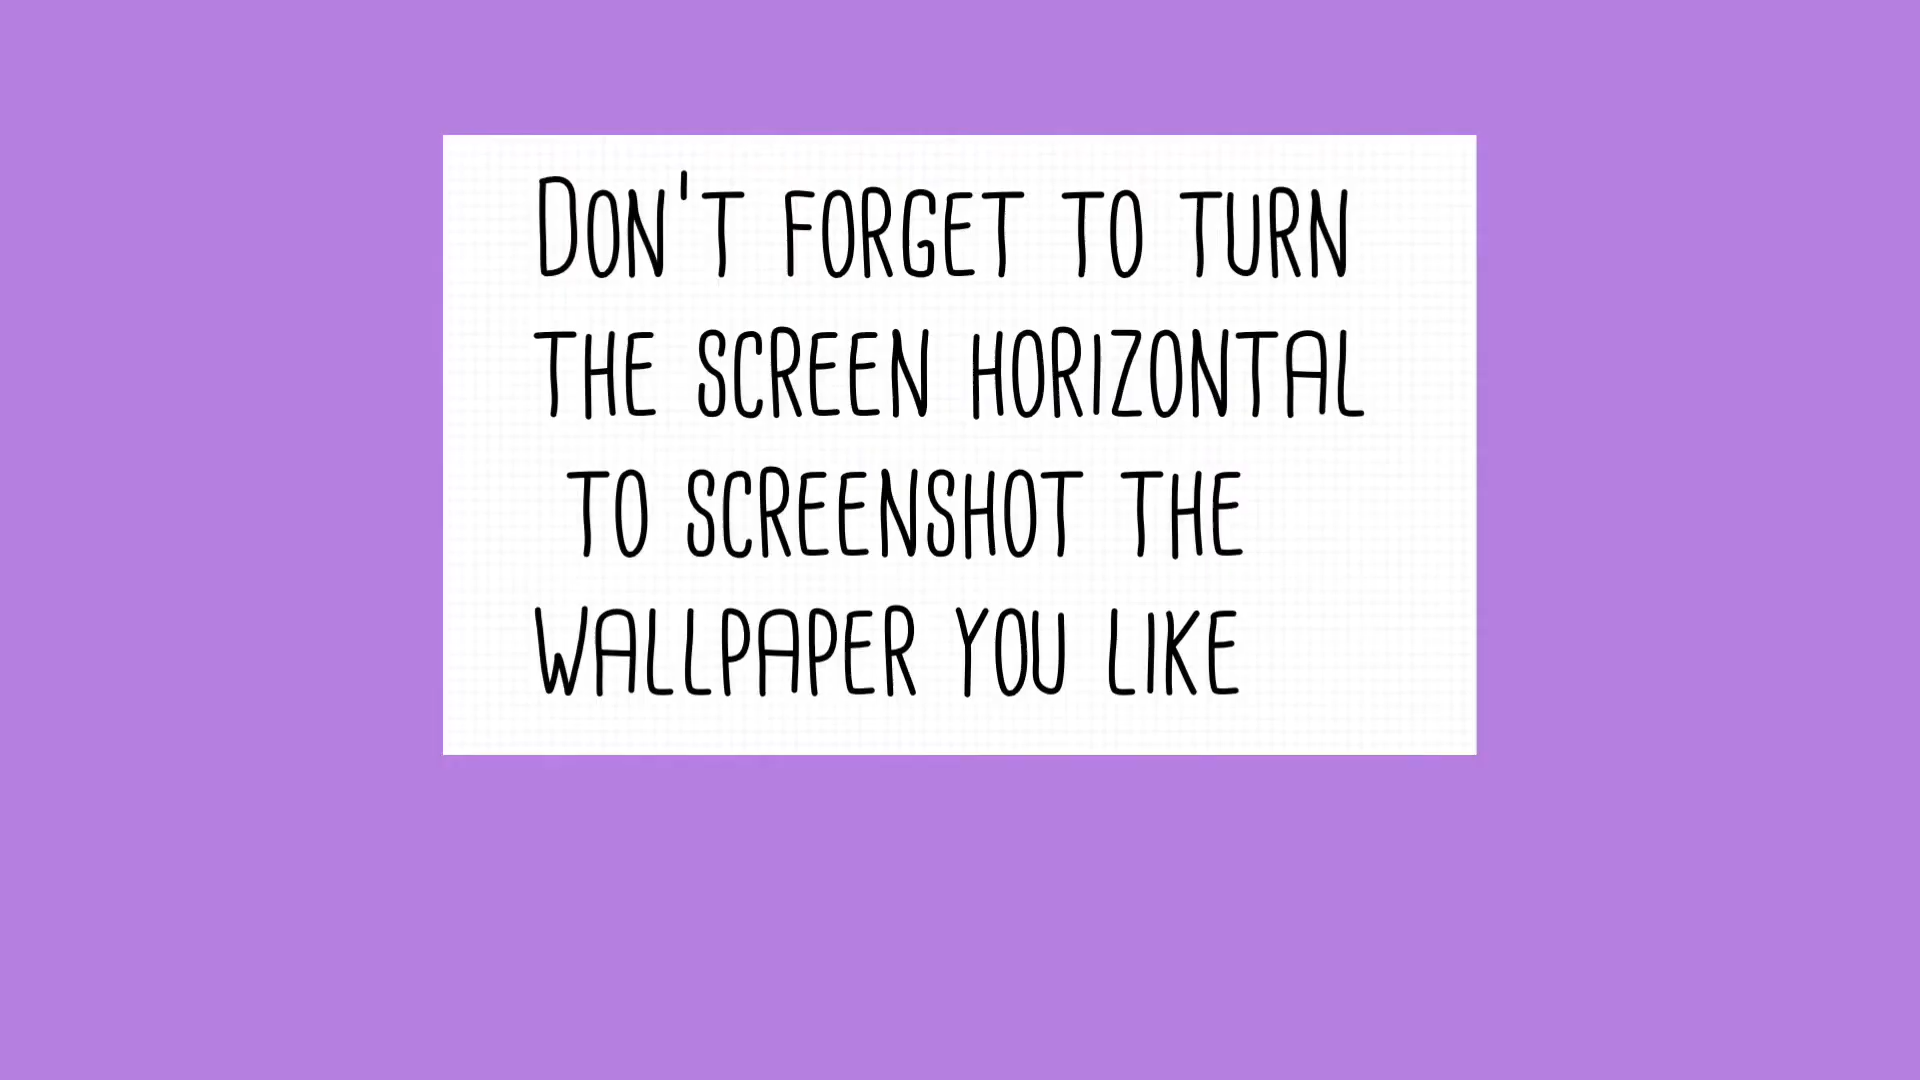 DON'T FORGET TO TURN
THE SCREEN HORIZONTAL
TO SCREENSHOT THE
WALLPAPER YOU LIKE